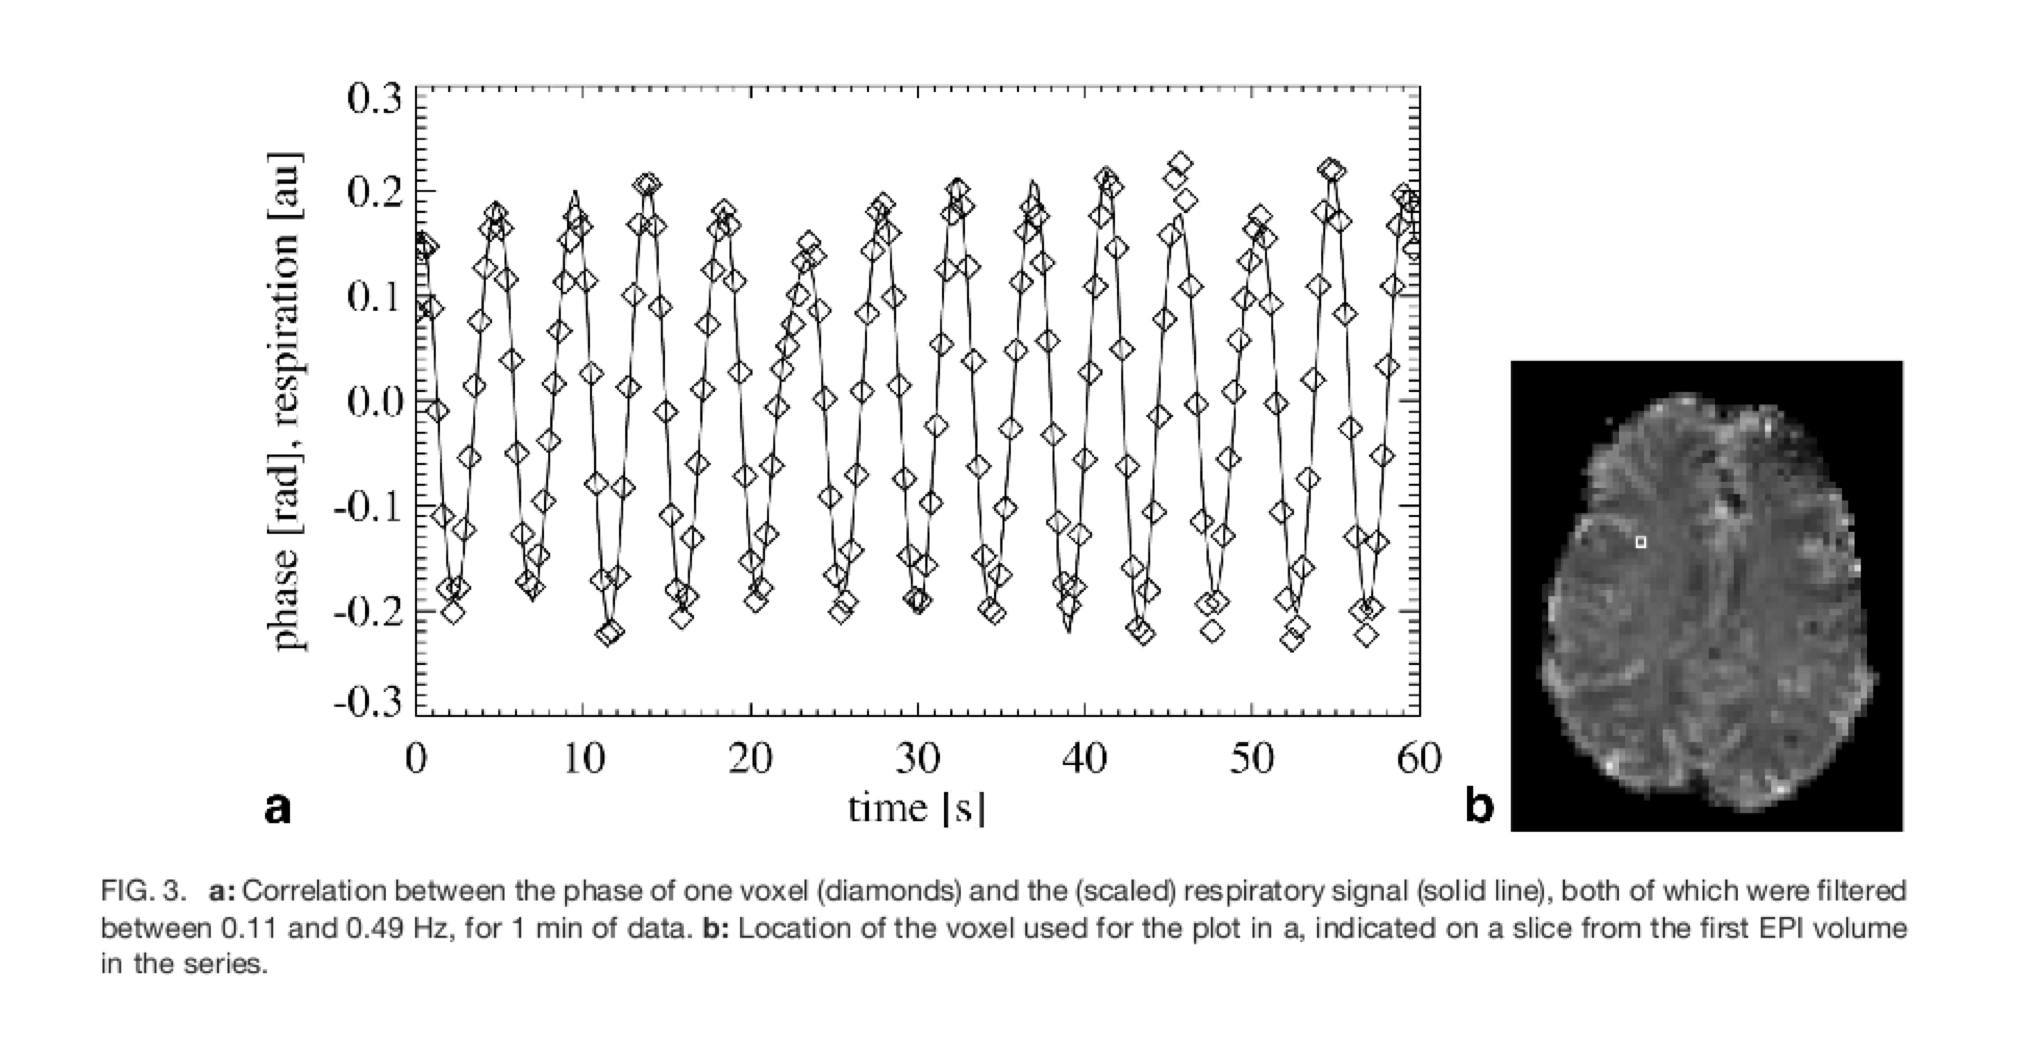 0.3
0.2
0.1
0.0
-0.1
-0.2
-0.3
phase [rad], respiration [au]
0 10 20 30 40 50 60
time [s]
a
b
FIG. 3. a: Correlation between the phase of one voxel (diamonds) and the (scaled) respiratory signal (solid line), both of which were filtered
between 0.11 and 0.49 Hz, for 1 min of data. b: Location of the voxel used for the plot in a, indicated on a slice from the first EPI volume
in the series.